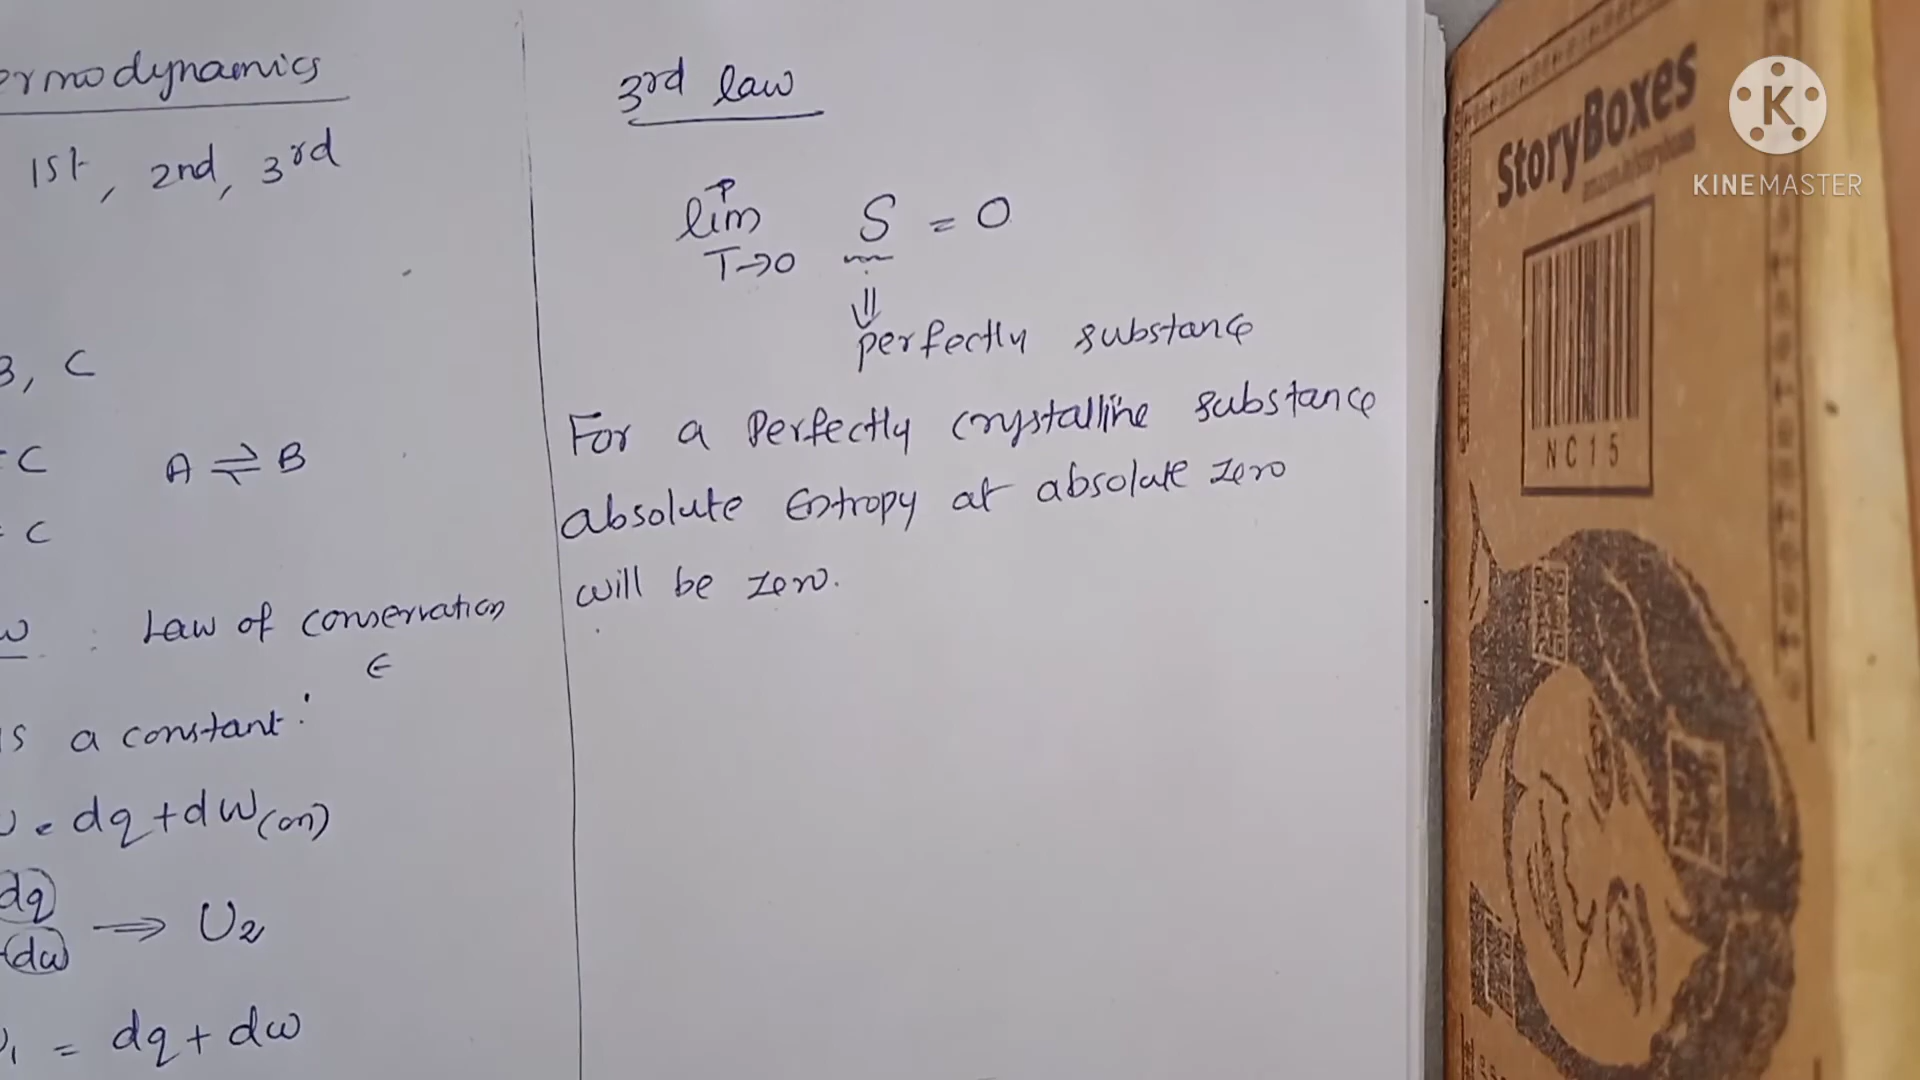 ermodynamics
1st, 2nd, 3rd
B, C
= C
A ⇌ B
= C
w : Law of conservation
E
is a constant:
U = dq + dw (on)
dq
+dw ⟹ U2
U1 = dq + dw
3rd law
lim S = 0
T→0
⇓
perfectly substance
For a Perfectly crystalline substance
absolute Entropy at absolute zero
will be zero.
StoryBoxes
NC15
K
KINEMASTER